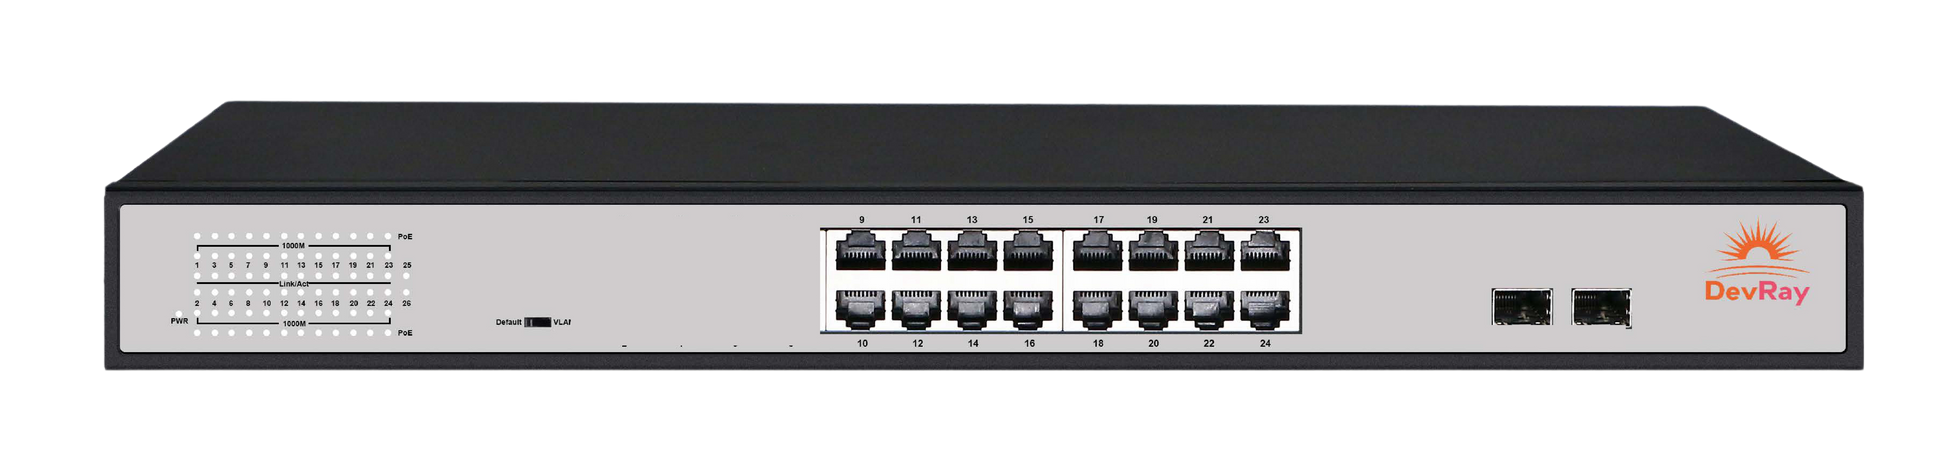 PoE
1000M
1 3 5 7 9 11 13 15 17 19 21 23 25
Link/Act
2 4 6 8 10 12 14 16 18 20 22 24 26
PWR
1000M
PoE
Default
VLAN
9 11 13 15 17 19 21 23
10 12 14 16 18 20 22 24
DevRay